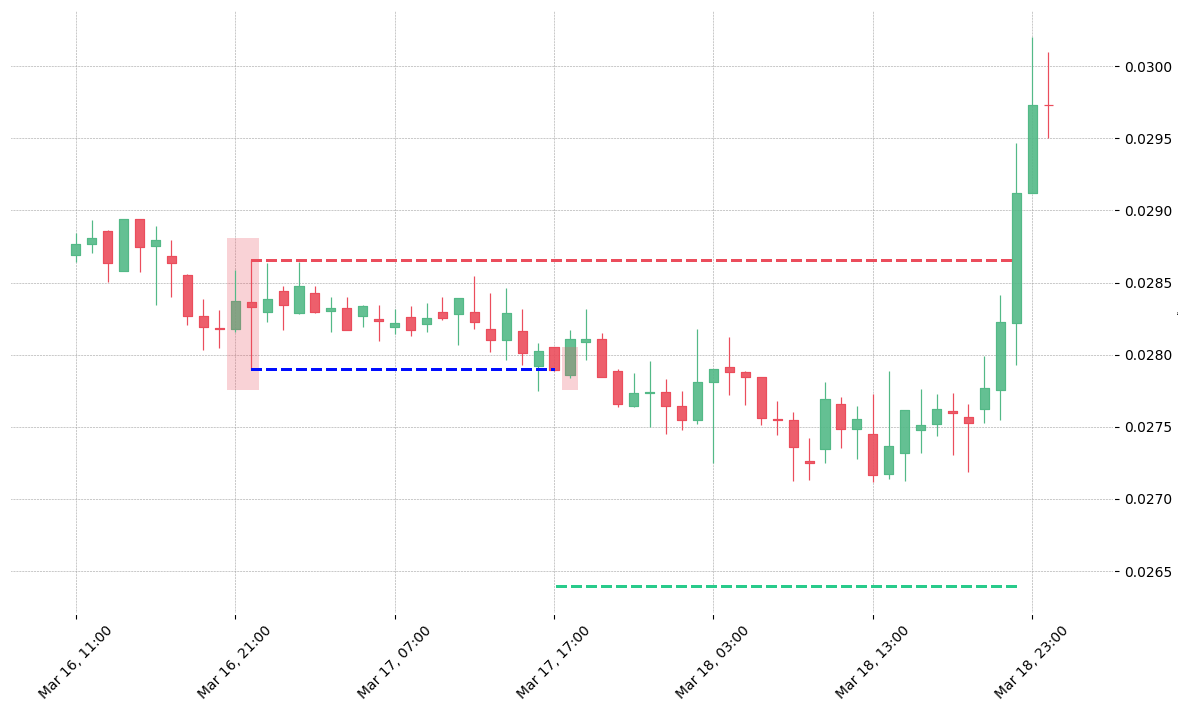 0.0300
0.0295
0.0290
0.0285
0.0280
0.0275
0.0270
0.0265
Mar 16, 11:00
Mar 16, 21:00
Mar 17, 07:00
Mar 17, 17:00
Mar 18, 03:00
Mar 18, 13:00
Mar 18, 23:00